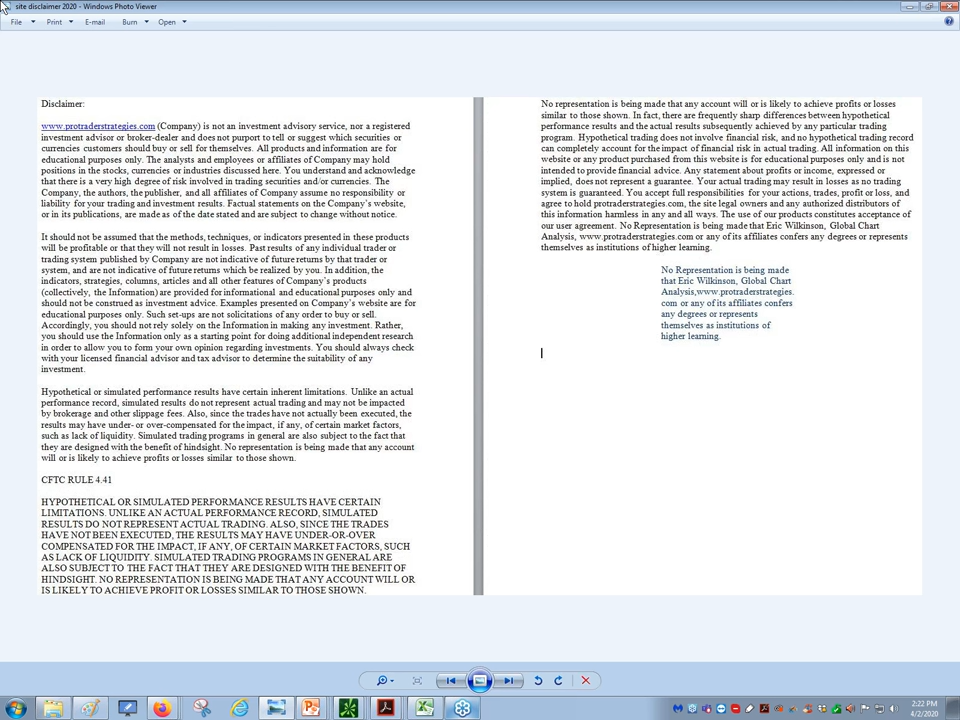 site disclaimer 2020 - Windows Photo Viewer
File Print E-mail Burn Open
Disclaimer:
www.protraderstrategies.com (Company) is not an investment advisory service, nor a registered
investment advisor or broker-dealer and does not purport to tell or suggest which securities or
currencies customers should buy or sell for themselves. All products and information are for
educational purposes only. The analysts and employees or affiliates of Company may hold
positions in the stocks, currencies or industries discussed here. You understand and acknowledge
that there is a very high degree of risk involved in trading securities and/or currencies. The
Company, the authors, the publisher, and all affiliates of Company assume no responsibility or
liability for your trading and investment results. Factual statements on the Company's website,
or in its publications, are made as of the date stated and are subject to change without notice.
It should not be assumed that the methods, techniques, or indicators presented in these products
will be profitable or that they will not result in losses. Past results of any individual trader or
trading system published by Company are not indicative of future returns by that trader or
system, and are not indicative of future returns which be realized by you. In addition, the
indicators, strategies, columns, articles and all other features of Company's products
(collectively, the Information) are provided for informational and educational purposes only and
should not be construed as investment advice. Examples presented on Company's website are for
educational purposes only. Such set-ups are not solicitations of any order to buy or sell.
Accordingly, you should not rely solely on the Information in making any investment. Rather,
you should use the Information only as a starting point for doing additional independent research
in order to allow you to form your own opinion regarding investments. You should always check
with your licensed financial advisor and tax advisor to determine the suitability of any
investment.
Hypothetical or simulated performance results have certain inherent limitations. Unlike an actual
performance record, simulated results do not represent actual trading and may not be impacted
by brokerage and other slippage fees. Also, since the trades have not actually been executed, the
results may have under- or over-compensated for the impact, if any, of certain market factors,
such as lack of liquidity. Simulated trading programs in general are also subject to the fact that
they are designed with the benefit of hindsight. No representation is being made that any account
will or is likely to achieve profits or losses similar to those shown.
CFTC RULE 4.41
HYPOTHETICAL OR SIMULATED PERFORMANCE RESULTS HAVE CERTAIN
LIMITATIONS. UNLIKE AN ACTUAL PERFORMANCE RECORD, SIMULATED
RESULTS DO NOT REPRESENT ACTUAL TRADING. ALSO, SINCE THE TRADES
HAVE NOT BEEN EXECUTED, THE RESULTS MAY HAVE UNDER-OR-OVER
COMPENSATED FOR THE IMPACT, IF ANY, OF CERTAIN MARKET FACTORS, SUCH
AS LACK OF LIQUIDITY. SIMULATED TRADING PROGRAMS IN GENERAL ARE
ALSO SUBJECT TO THE FACT THAT THEY ARE DESIGNED WITH THE BENEFIT OF
HINDSIGHT. NO REPRESENTATION IS BEING MADE THAT ANY ACCOUNT WILL OR
IS LIKELY TO ACHIEVE PROFIT OR LOSSES SIMILAR TO THOSE SHOWN.
No representation is being made that any account will or is likely to achieve profits or losses
similar to those shown. In fact, there are frequently sharp differences between hypothetical
performance results and the actual results subsequently achieved by any particular trading
program. Hypothetical trading does not involve financial risk, and no hypothetical trading record
can completely account for the impact of financial risk in actual trading. All information on this
website or any product purchased from this website is for educational purposes only and is not
intended to provide financial advice. Any statement about profits or income, expressed or
implied, does not represent a guarantee. Your actual trading may result in losses as no trading
system is guaranteed. You accept full responsibilities for your actions, trades, profit or loss, and
agree to hold protraderstrategies.com, the site legal owners and any authorized distributors of
this information harmless in any and all ways. The use of our products constitutes acceptance of
our user agreement. No Representation is being made that Eric Wilkinson, Global Chart
Analysis, www.protraderstrategies.com or any of its affiliates confers any degrees or represents
themselves as institutions of higher learning.
No Representation is being made
that Eric Wilkinson, Global Chart
Analysis,www.protraderstrategies.
com or any of its affiliates confers
any degrees or represents
themselves as institutions of
higher learning.
2:22 PM
4/2/2020